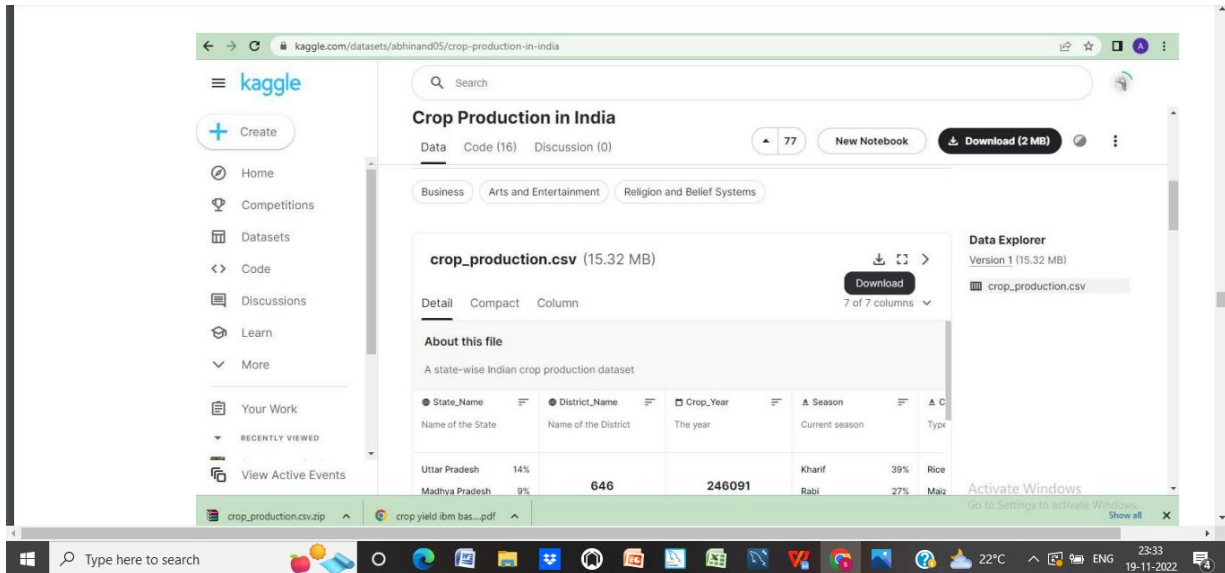 kaggle.com/datasets/abhinand05/crop-production-in-india
A
kaggle
Search
Create
Home
Competitions
Datasets
Code
Discussions
Learn
More
Your Work
RECENTLY VIEWED
View Active Events
Crop Production in India
Data Code (16) Discussion (0)
77 New Notebook Download (2 MB)
Business Arts and Entertainment Religion and Belief Systems
crop_production.csv (15.32 MB)
Download
Detail Compact Column 7 of 7 columns
About this file
A state-wise Indian crop production dataset
State_Name District_Name Crop_Year Season
Name of the State Name of the District The year Current season
Uttar Pradesh 14% Kharif 39% Rice
646 246091
Madhya Pradesh 9% Rabi 27%
Data Explorer
Version 1 (15.32 MB)
crop_production.csv
Activate Windows
Go to Settings to activate Windows.
crop_production.csv.zip crop yield ibm bas....pdf Show all
Type here to search 22°C ENG 23:33
19-11-2022
4